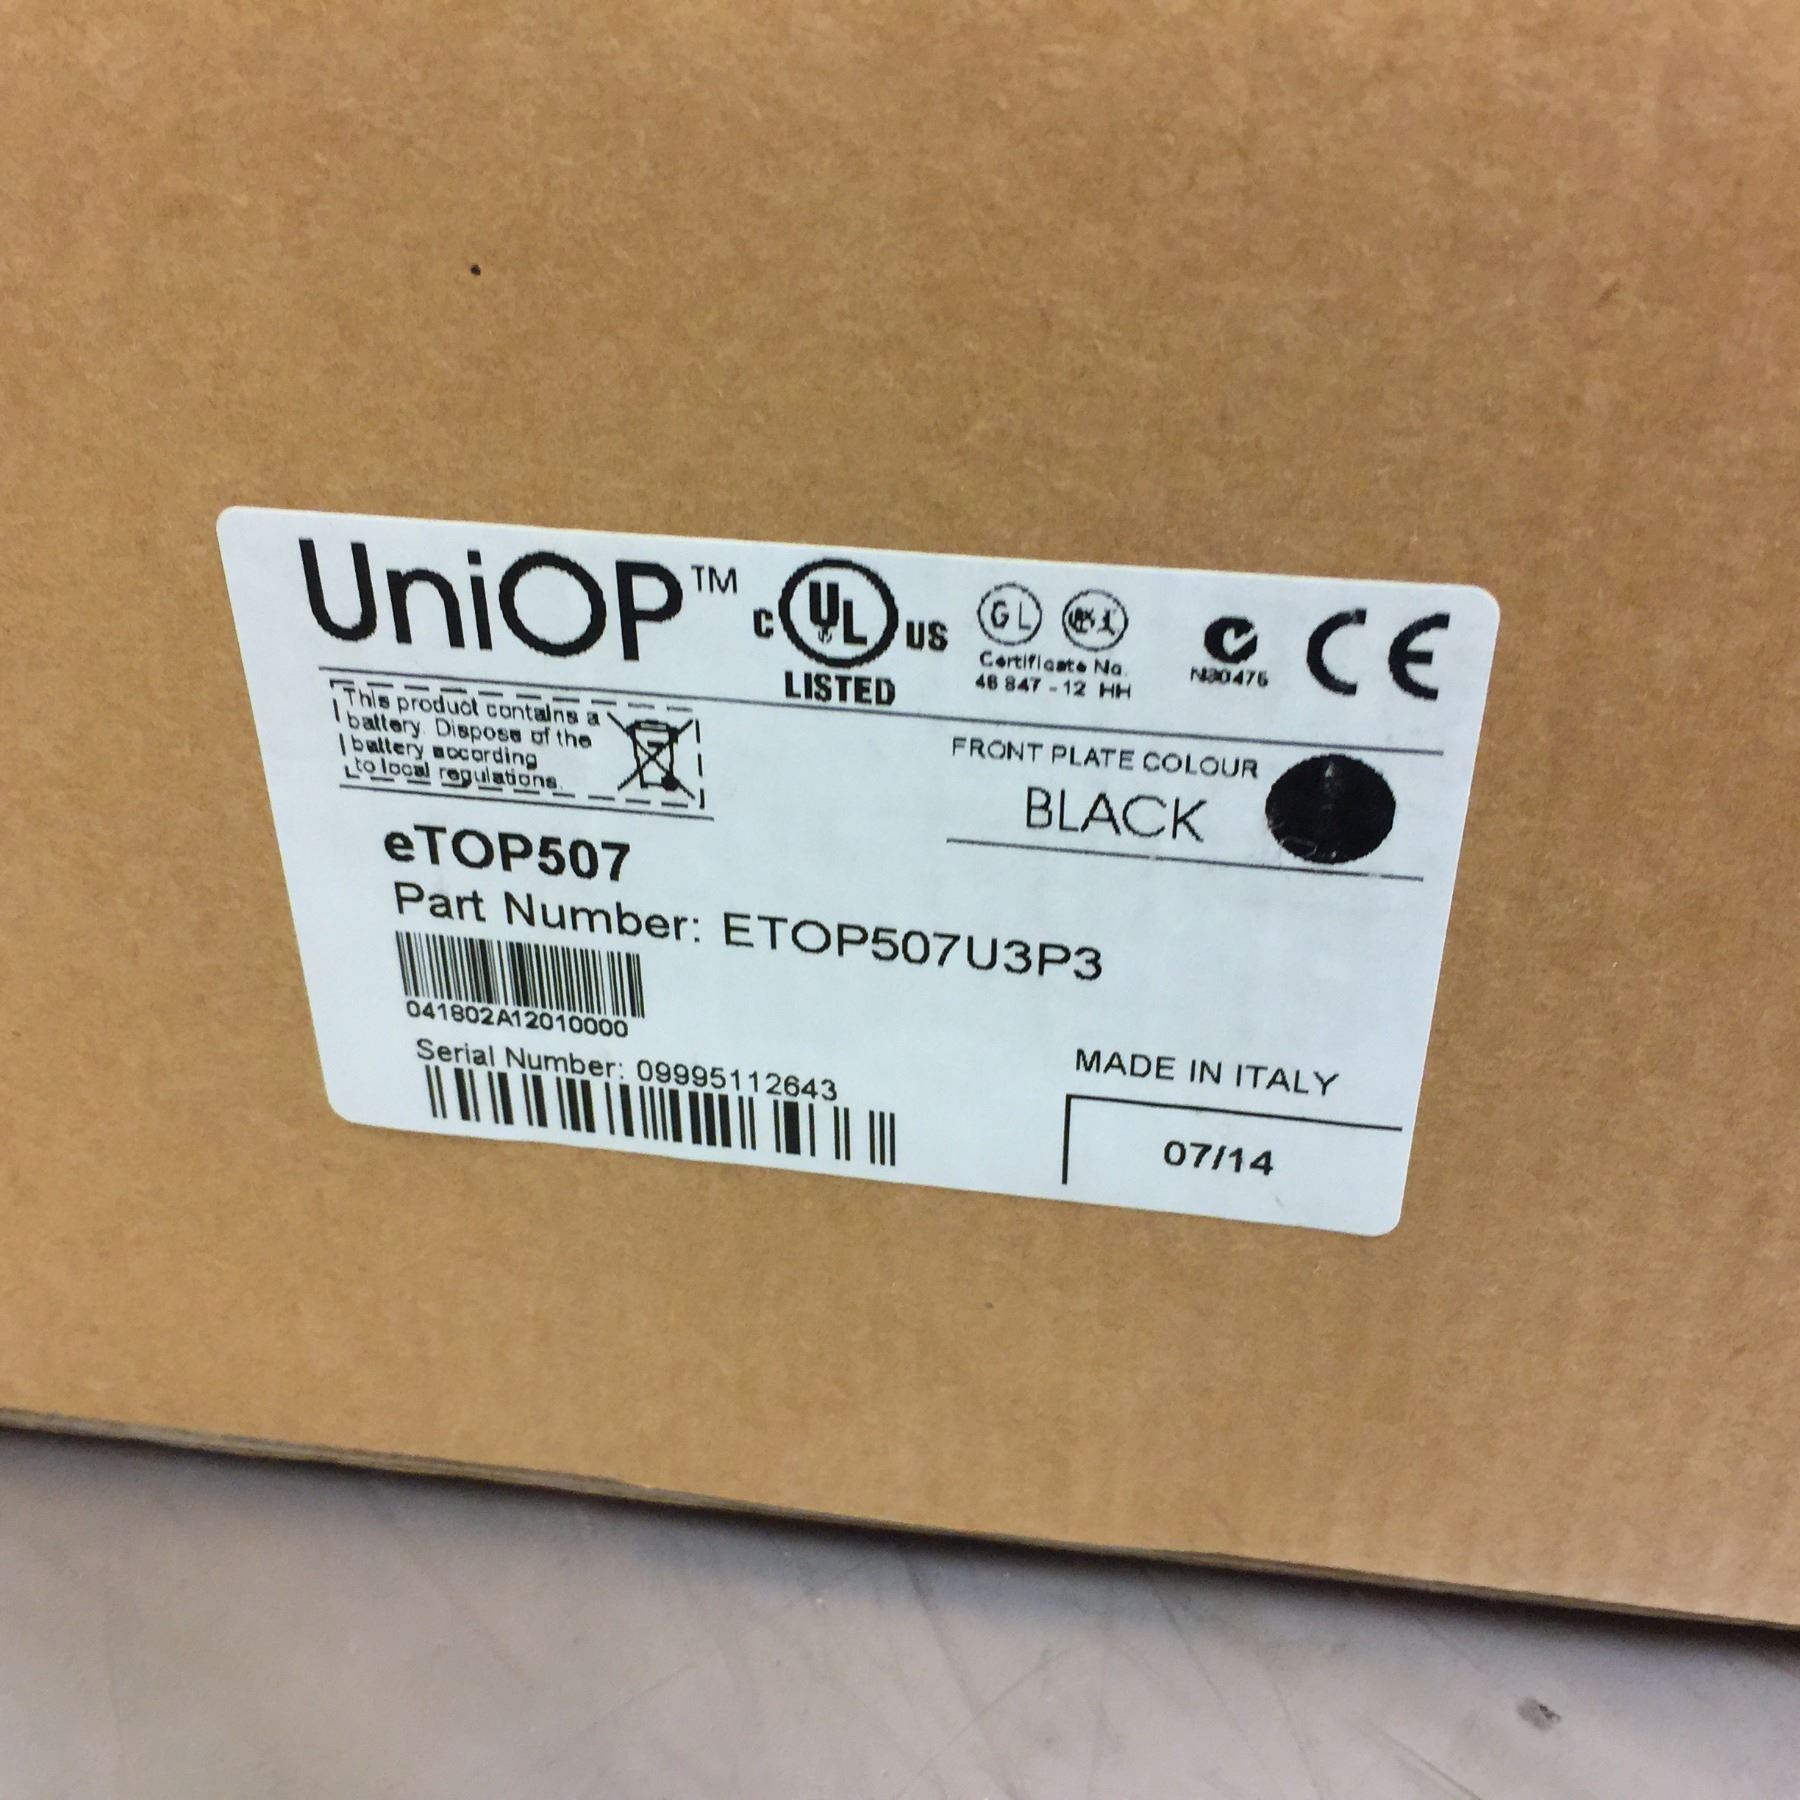 UniOP™
C UL US
LISTED
GL
Certificate No.
46 847 - 12 HH
N30476
CE
This product contains a
battery. Dispose of the
battery according
to local regulations.
FRONT PLATE COLOUR
BLACK
eTOP507
Part Number: ETOP507U3P3
041802A12010000
Serial Number: 09995112643
MADE IN ITALY
07/14